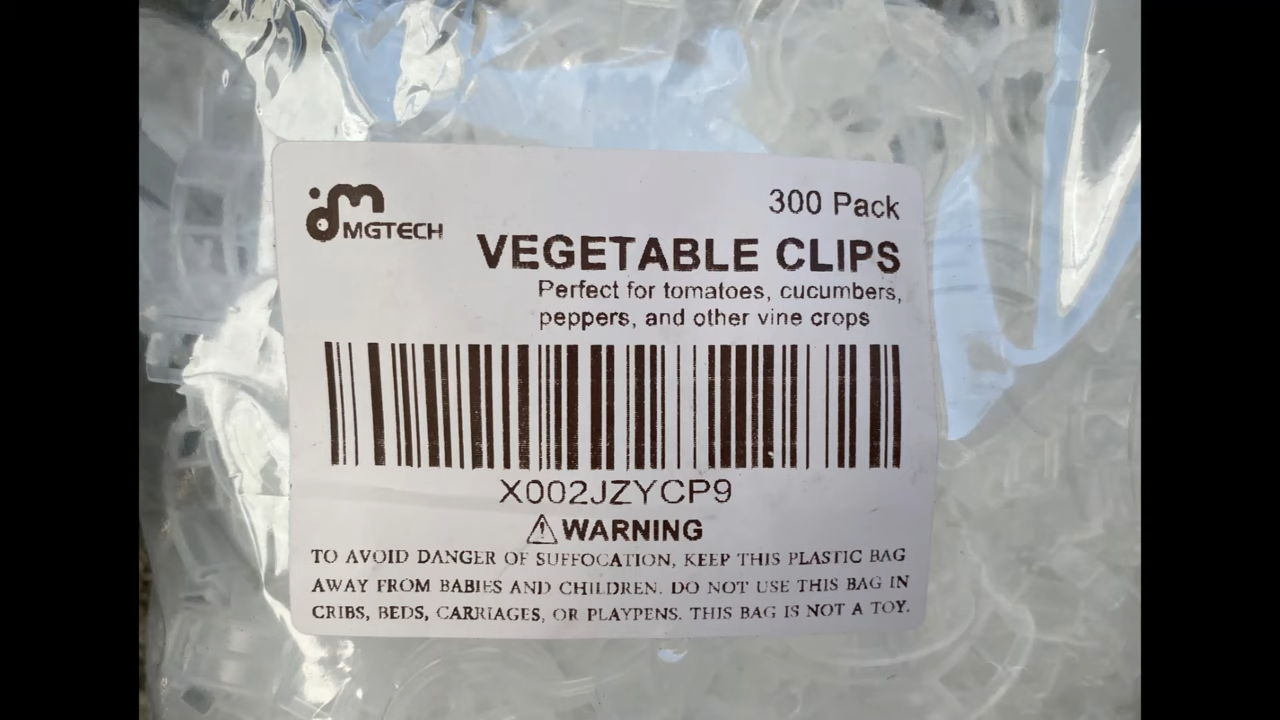 MGTECH
300 Pack
VEGETABLE CLIPS
Perfect for tomatoes, cucumbers,
peppers, and other vine crops
X002JZYCP9
WARNING
TO AVOID DANGER OF SUFFOCATION, KEEP THIS PLASTIC BAG
AWAY FROM BABIES AND CHILDREN. DO NOT USE THIS BAG IN
CRIBS, BEDS, CARRIAGES, OR PLAYPENS. THIS BAG IS NOT A TOY.